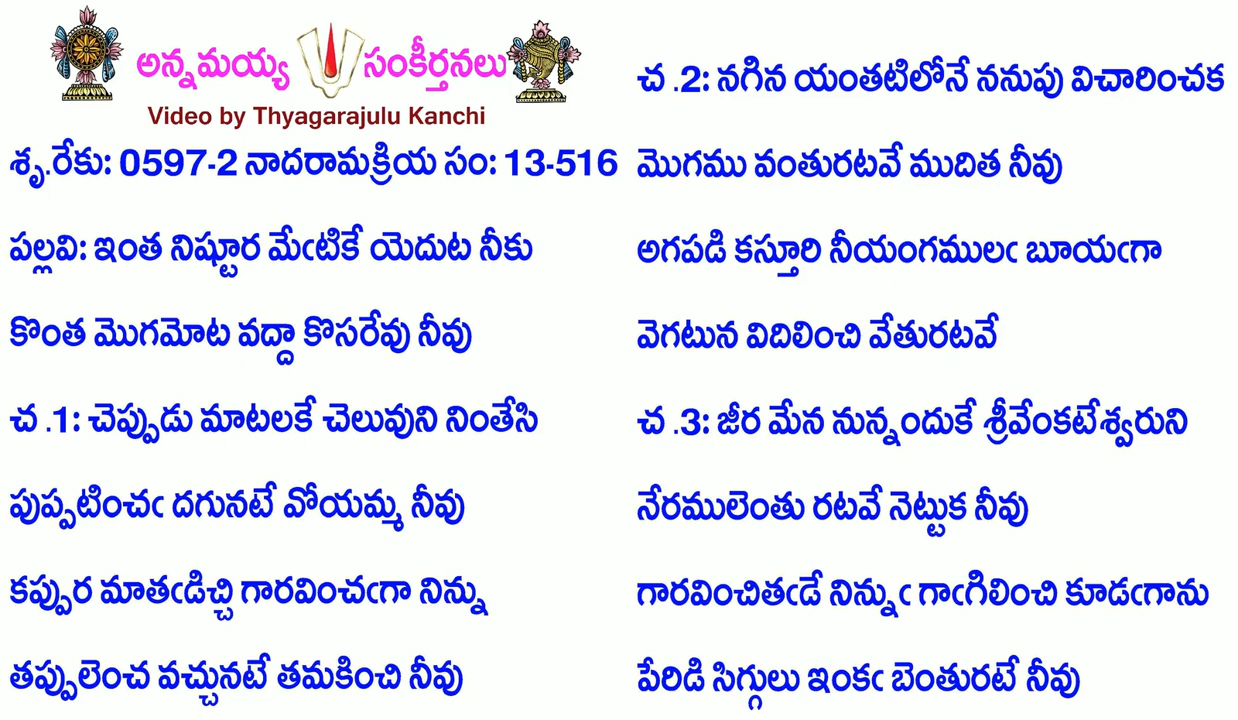 అన్నమయ్య సంకీర్తనలు
Video by Thyagarajulu Kanchi
శృ.రేకు: 0597-2 నాదరామక్రియ సం: 13-516
పల్లవి: ఇంత నిష్టూర మేఁటికే యెదుట నీకు
కొంత మొగమోట వద్దా కొసరేవు నీవు
చ .1: చెప్పుడు మాటలకే చెలువుని నింతేసి
పుప్పటించఁ దగునటే వోయమ్మ నీవు
కప్పుర మాతఁడిచ్చి గారవించఁగా నిన్ను
తప్పులెంచ వచ్చునటే తమకించి నీవు
చ .2: నగిన యంతటిలోనే ననుపు విచారించక
మొగము వంతురటవే ముదిత నీవు
అగపడి కస్తూరి నీయంగములఁ బూయఁగా
వెగటున విదిలించి వేతురటవే
చ .3: జీర మేన నున్నందుకే శ్రీవేంకటేశ్వరుని
నేరములెంతు రటవే నెట్టుక నీవు
గారవించితఁడే నిన్నుఁ గాఁగిలించి కూడఁగాను
పేరిడి సిగ్గులు ఇంకఁ బెంతురటే నీవు